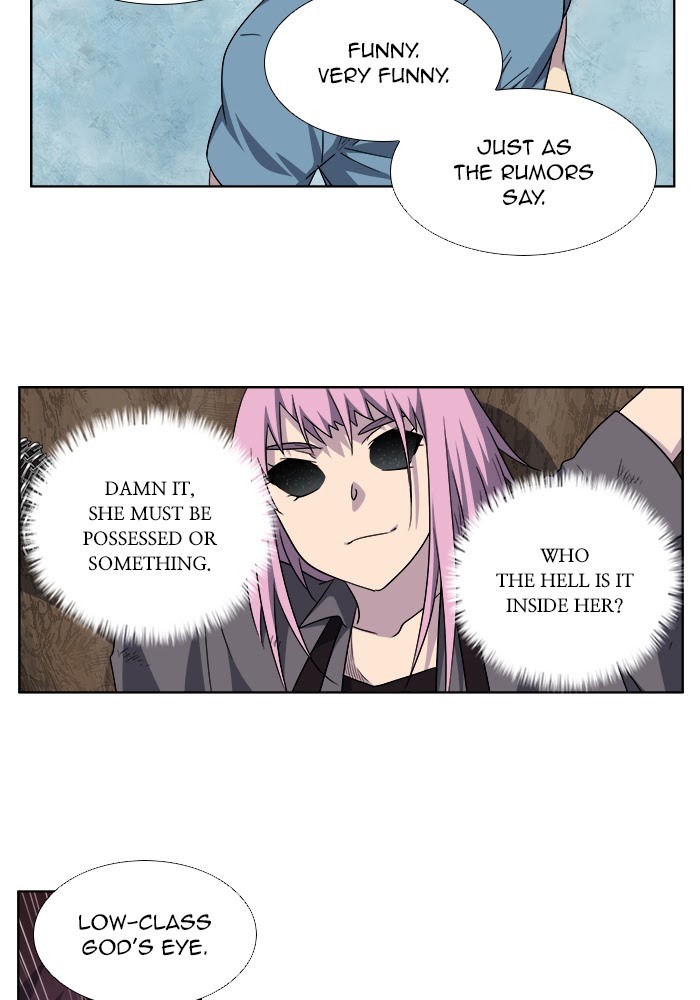 FUNNY.
VERY FUNNY.
JUST AS
THE RUMORS
SAY.
DAMN IT,
SHE MUST BE
POSSESSED OR
SOMETHING.
WHO
THE HELL IS IT
INSIDE HER?
LOW-CLASS
GOD'S EYE.